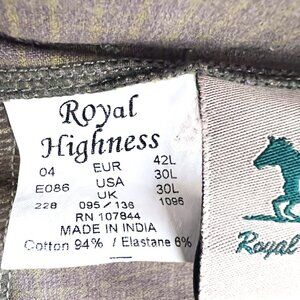 Royal
Highness
04 EUR 42L
E086 USA 30L
UK 30L
228 095/136 1096
RN 107844
MADE IN INDIA
Cotton 94% / Elastane 6%
Royal